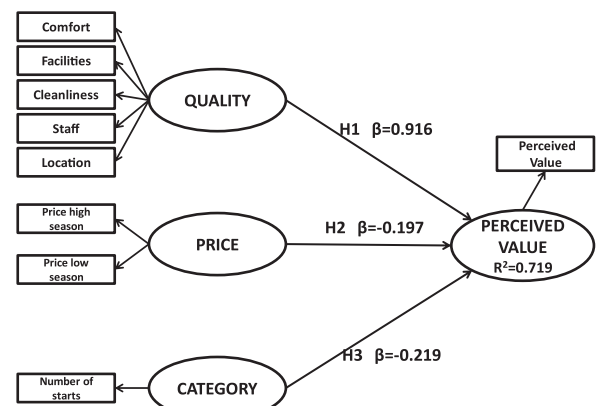 Comfort
Facilities
Cleanliness
Staff
Location
QUALITY
H1 β=0.916
Perceived
Value
Price high
season
Price low
season
PRICE
H2 β=-0.197
PERCEIVED
VALUE
R²=0.719
H3 β=-0.219
Number of
starts
CATEGORY